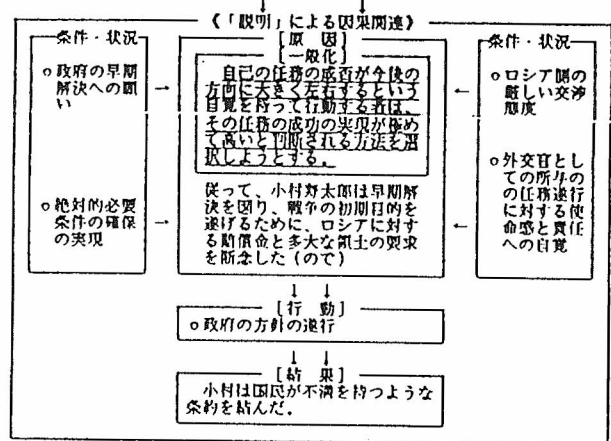 《「説明」による因果関連》
条件・状況
○政府の早期
解決への願
い
○絶対的必要
条件の確保
の実現
[原 因]
[一般化]
自己の任務の成否が今後の
方向に大きく左右するという
自覚を持って行動する者は、
その任務の成功の実現が極め
て高いと判断される方法を選
択しようとする。
従って、小村寿太郎は早期解
決を図り、戦争の初期目的を
遂げるために、ロシアに対す
る賠償金と多大な領土の要求
を断念した(ので)
条件・状況
○ロシア側の
厳しい交渉
態度
○外交官とし
ての所与の
の任務遂行
に対する使
命感と責任
への自覚
[行 動]
○政府の方針の遂行
[結 果]
小村は国民が不満を持つような
条約を結んだ。